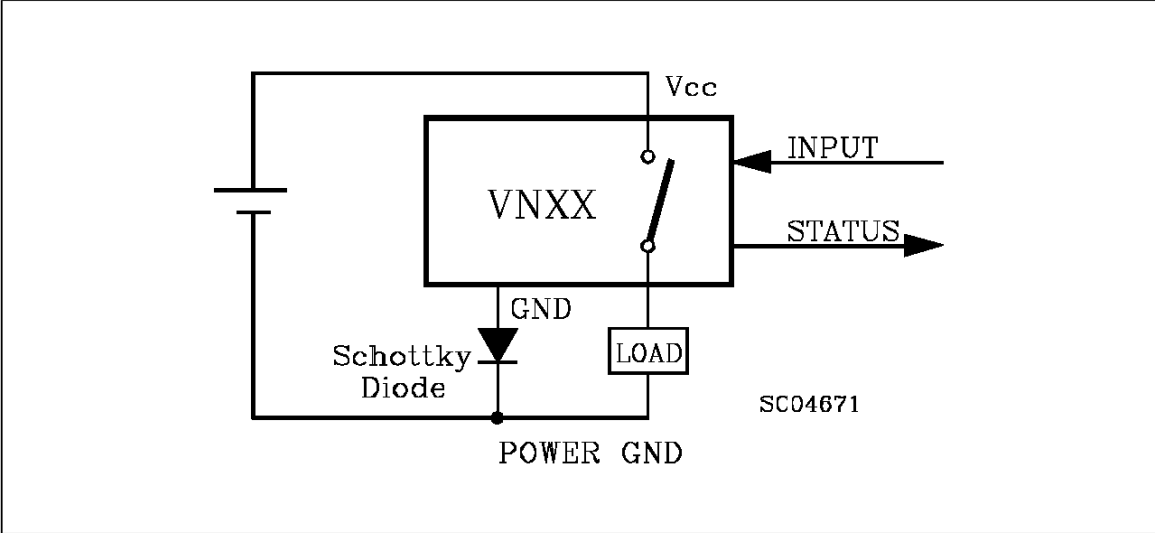 Vcc
INPUT
VNXX
STATUS
GND
Schottky
Diode
LOAD
SC04671
POWER GND